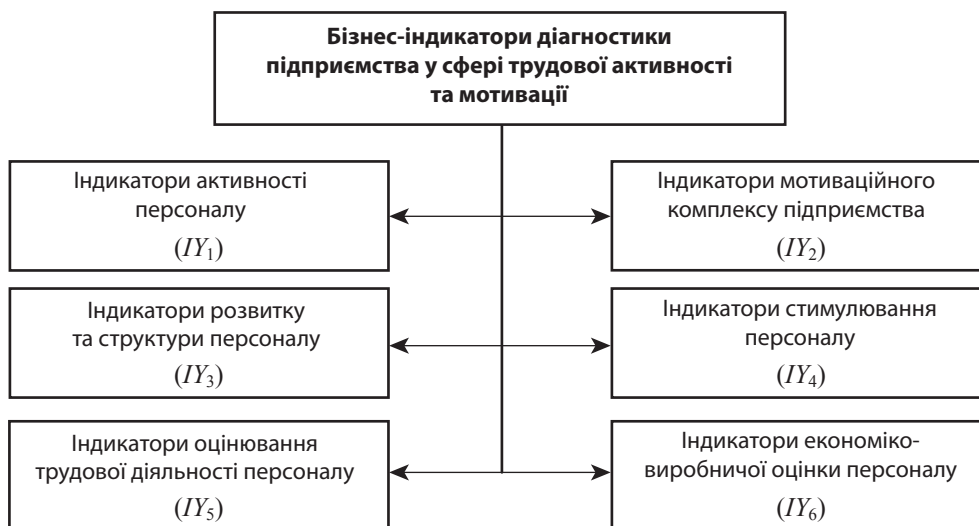 Бізнес-індикатори діагностики
підприємства у сфері трудової активності
та мотивації
Індикатори активності
персоналу
(IY₁)
Індикатори мотиваційного
комплексу підприємства
(IY₂)
Індикатори розвитку
та структури персоналу
(IY₃)
Індикатори стимулювання
персоналу
(IY₄)
Індикатори оцінювання
трудової діяльності персоналу
(IY₅)
Індикатори економіко-
виробничої оцінки персоналу
(IY₆)